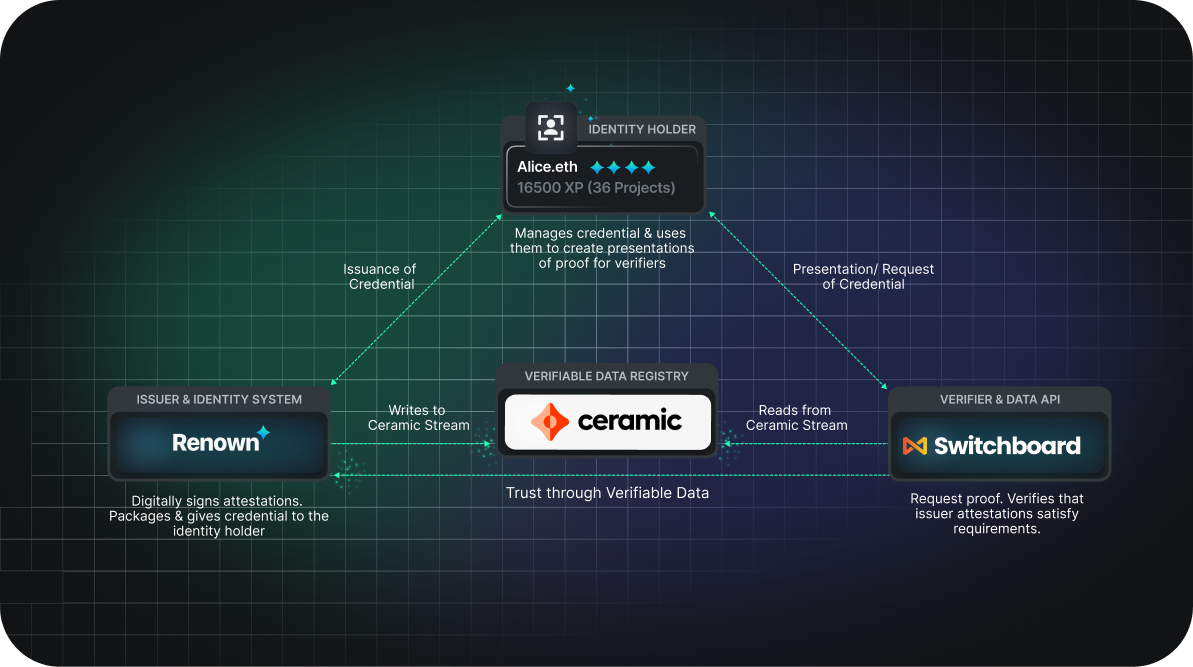 IDENTITY HOLDER
Alice.eth
16500 XP (36 Projects)
Manages credential & uses
them to create presentations
of proof for verifiers
Issuance of
Credential
Presentation/ Request
of Credential
ISSUER & IDENTITY SYSTEM
Renown
Digitally signs attestations.
Packages & gives credential to the
identity holder
Writes to
Ceramic Stream
VERIFIABLE DATA REGISTRY
ceramic
Reads from
Ceramic Stream
Trust through Verifiable Data
VERIFIER & DATA API
Switchboard
Request proof. Verifies that
issuer attestations satisfy
requirements.